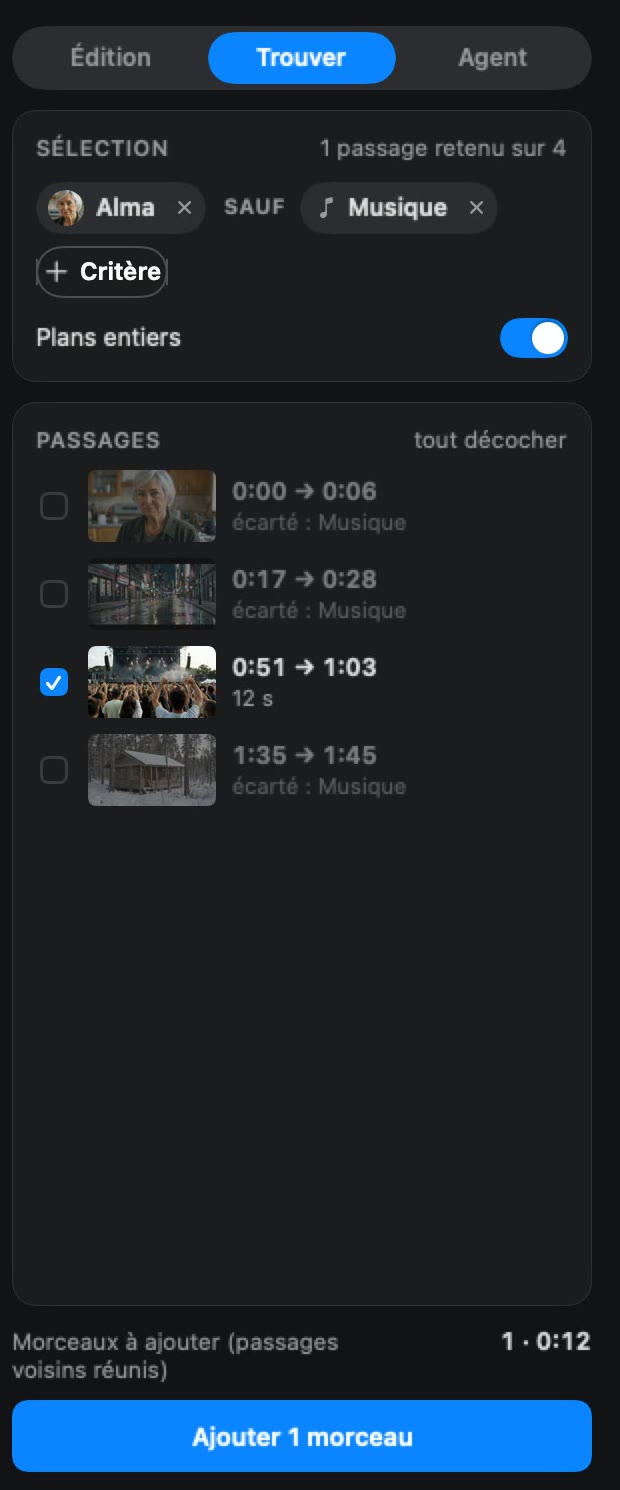 Édition Trouver Agent
SÉLECTION 1 passage retenu sur 4
Alma × SAUF Musique ×
+ Critère
Plans entiers
PASSAGES tout décocher
0:00 → 0:06
écarté : Musique
0:17 → 0:28
écarté : Musique
0:51 → 1:03
12 s
1:35 → 1:45
écarté : Musique
Morceaux à ajouter (passages 1 · 0:12
voisins réunis)
Ajouter 1 morceau